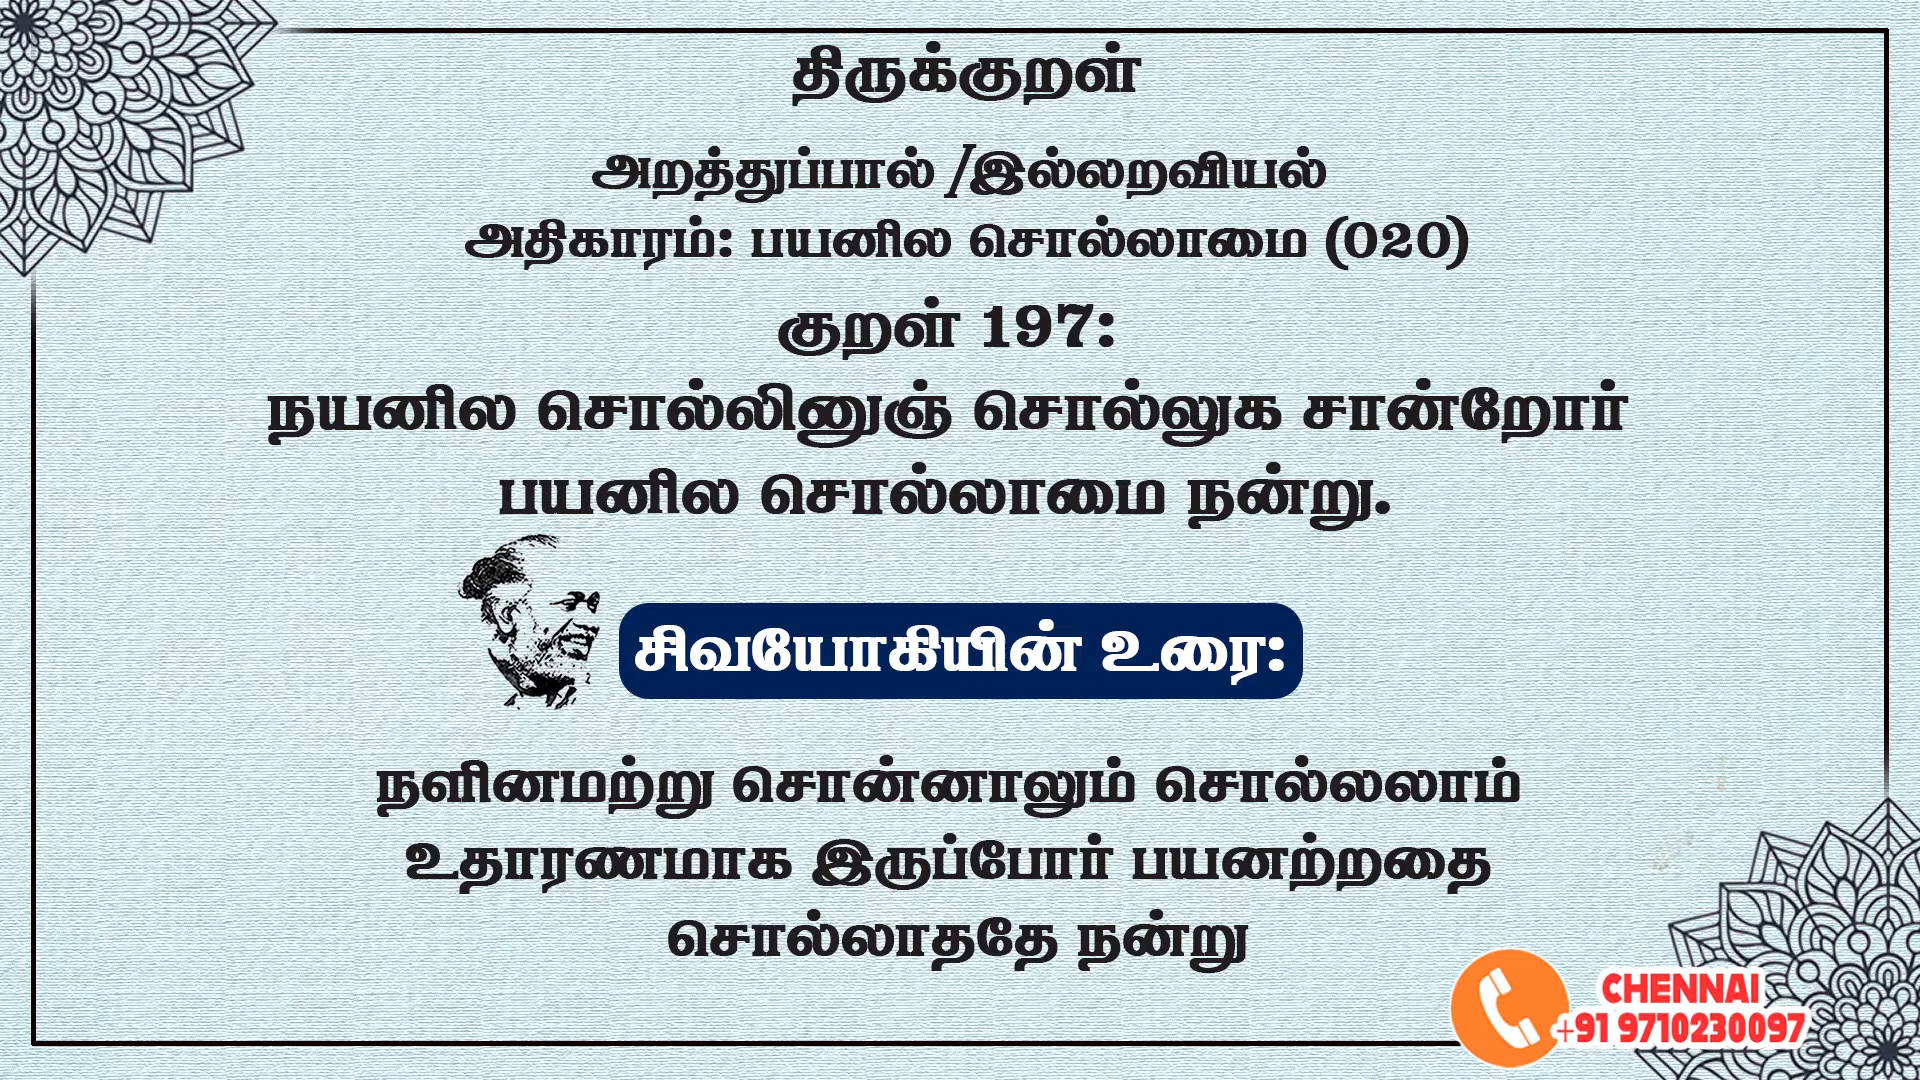 திருக்குறள்
அறத்துப்பால் /இல்லறவியல்
அதிகாரம்: பயனில சொல்லாமை (020)
குறள் 197:
நயனில சொல்லினுஞ் சொல்லுக சான்றோர்
பயனில சொல்லாமை நன்று.
சிவயோகியின் உரை:
நளினமற்று சொன்னாலும் சொல்லலாம்
உதாரணமாக இருப்போர் பயனற்றதை
சொல்லாததே நன்று
CHENNAI
+91 9710230097